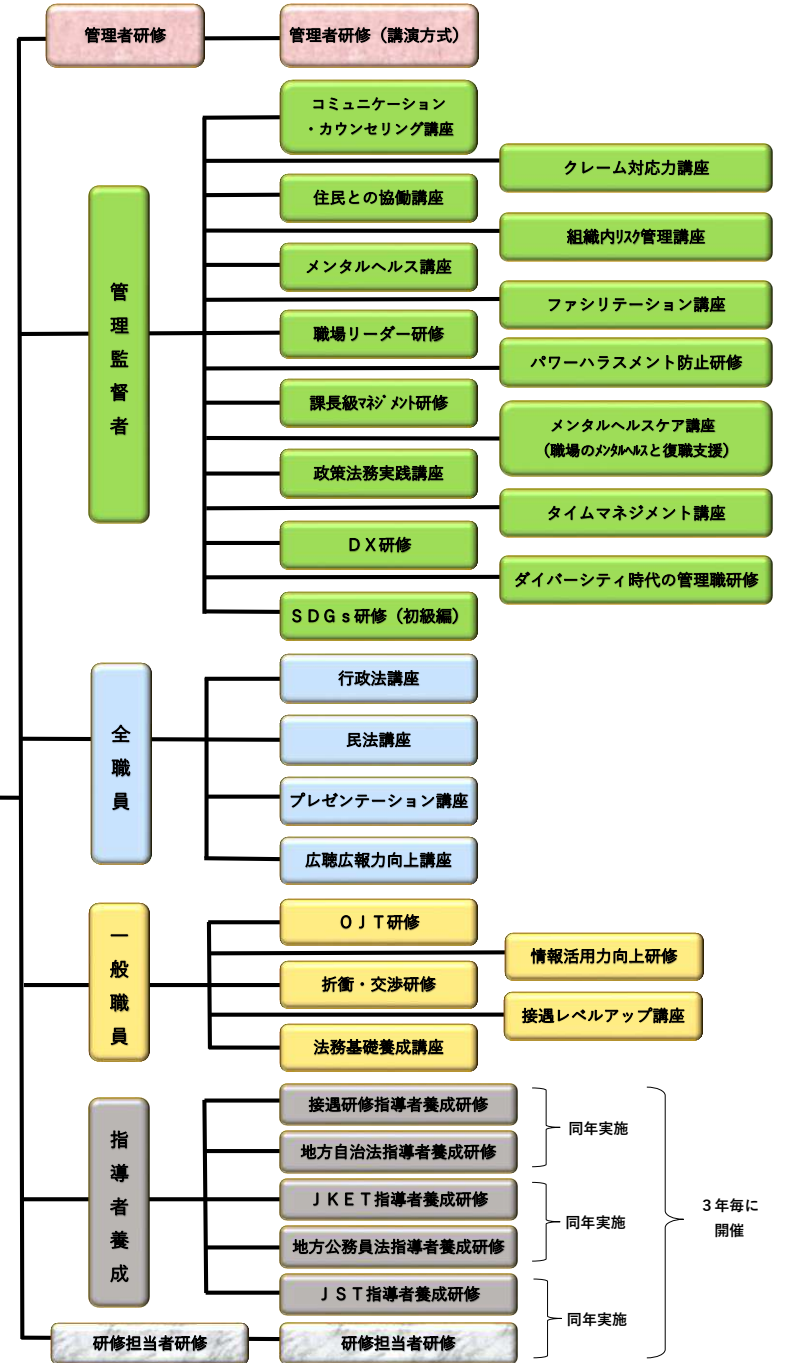 管理者研修
管理者研修（講演方式）
管理監督者
コミュニケーション
・カウンセリング講座
クレーム対応力講座
住民との協働講座
組織内ﾘｽｸ管理講座
メンタルヘルス講座
ファシリテーション講座
職場リーダー研修
パワーハラスメント防止研修
課長級ﾏﾈｼﾞﾒﾝﾄ研修
メンタルヘルスケア講座
（職場のﾒﾝﾀﾙﾍﾙｽと復職支援）
政策法務実践講座
タイムマネジメント講座
ＤＸ研修
ダイバーシティ時代の管理職研修
ＳＤＧｓ研修（初級編）
全職員
行政法講座
民法講座
プレゼンテーション講座
広聴広報力向上講座
一般職員
ＯＪＴ研修
情報活用力向上研修
折衝・交渉研修
接遇レベルアップ講座
法務基礎養成講座
指導者養成
接遇研修指導者養成研修
地方自治法指導者養成研修
同年実施
ＪＫＥＴ指導者養成研修
地方公務員法指導者養成研修
同年実施
ＪＳＴ指導者養成研修
同年実施
３年毎に
開催
研修担当者研修
研修担当者研修